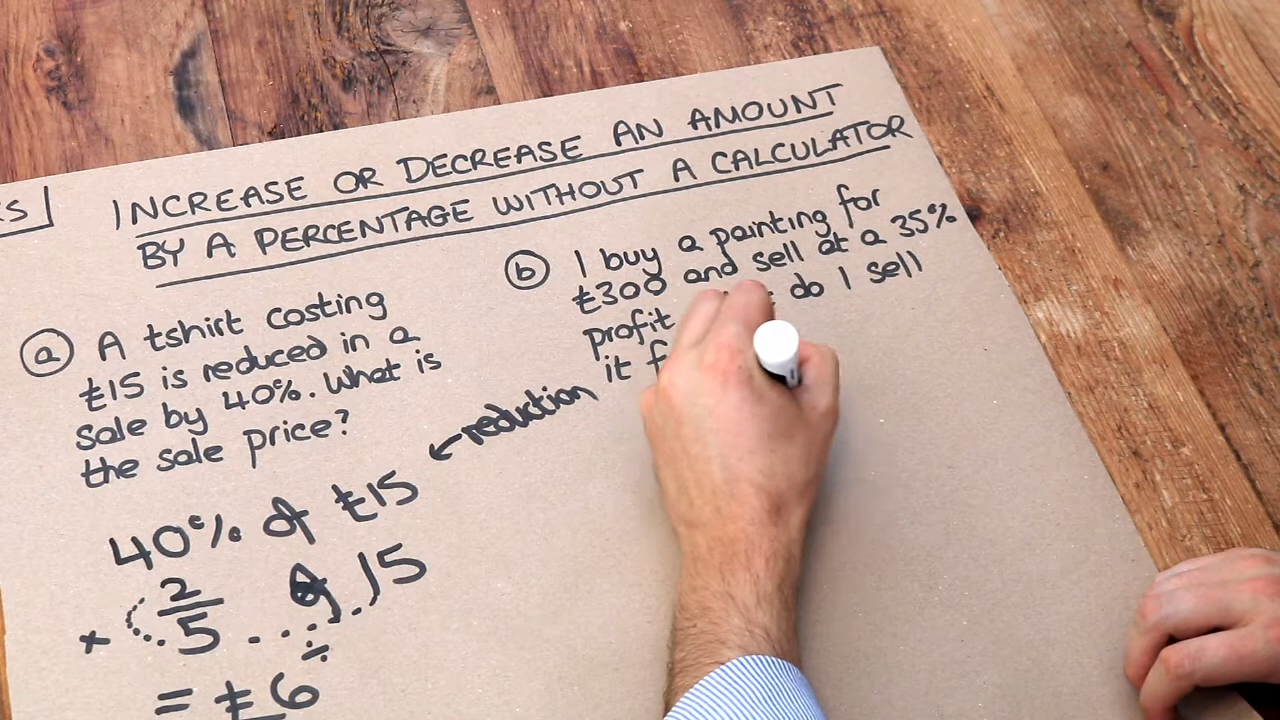 INCREASE OR DECREASE AN AMOUNT
BY A PERCENTAGE WITHOUT A CALCULATOR
a A tshirt costing
£15 is reduced in a
sale by 40%. What is
the sale price?
40% of £15
← reduction
× 2/5 of 15
÷
= £6
b I buy a painting for
£300 and sell at a 35%
profit do I sell
it